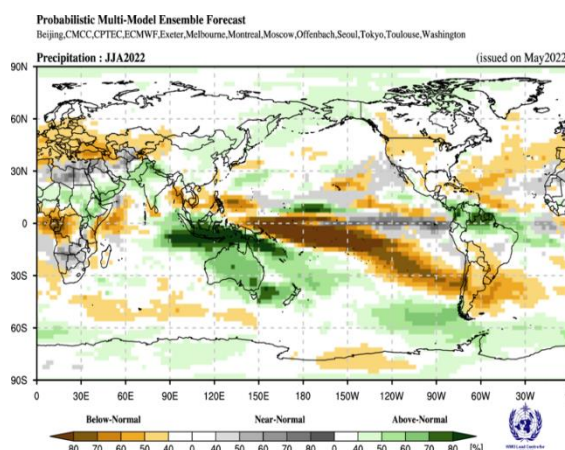 Probabilistic Multi-Model Ensemble Forecast
Beijing,CMCC,CPTEC,ECMWF,Exeter,Melbourne,Montreal,Moscow,Offenbach,Seoul,Tokyo,Toulouse,Washington
Precipitation : JJA2022 (issued on May2022
90N
60N
30N
0
30S
60S
90S
0 30E 60E 90E 120E 150E 180 150W 120W 90W 60W 30W
Below-Normal Near-Normal Above-Normal
80 70 60 50 40 0 40 50 60 70 80 0 40 50 60 70 80 [%]
WMO Lead Centre